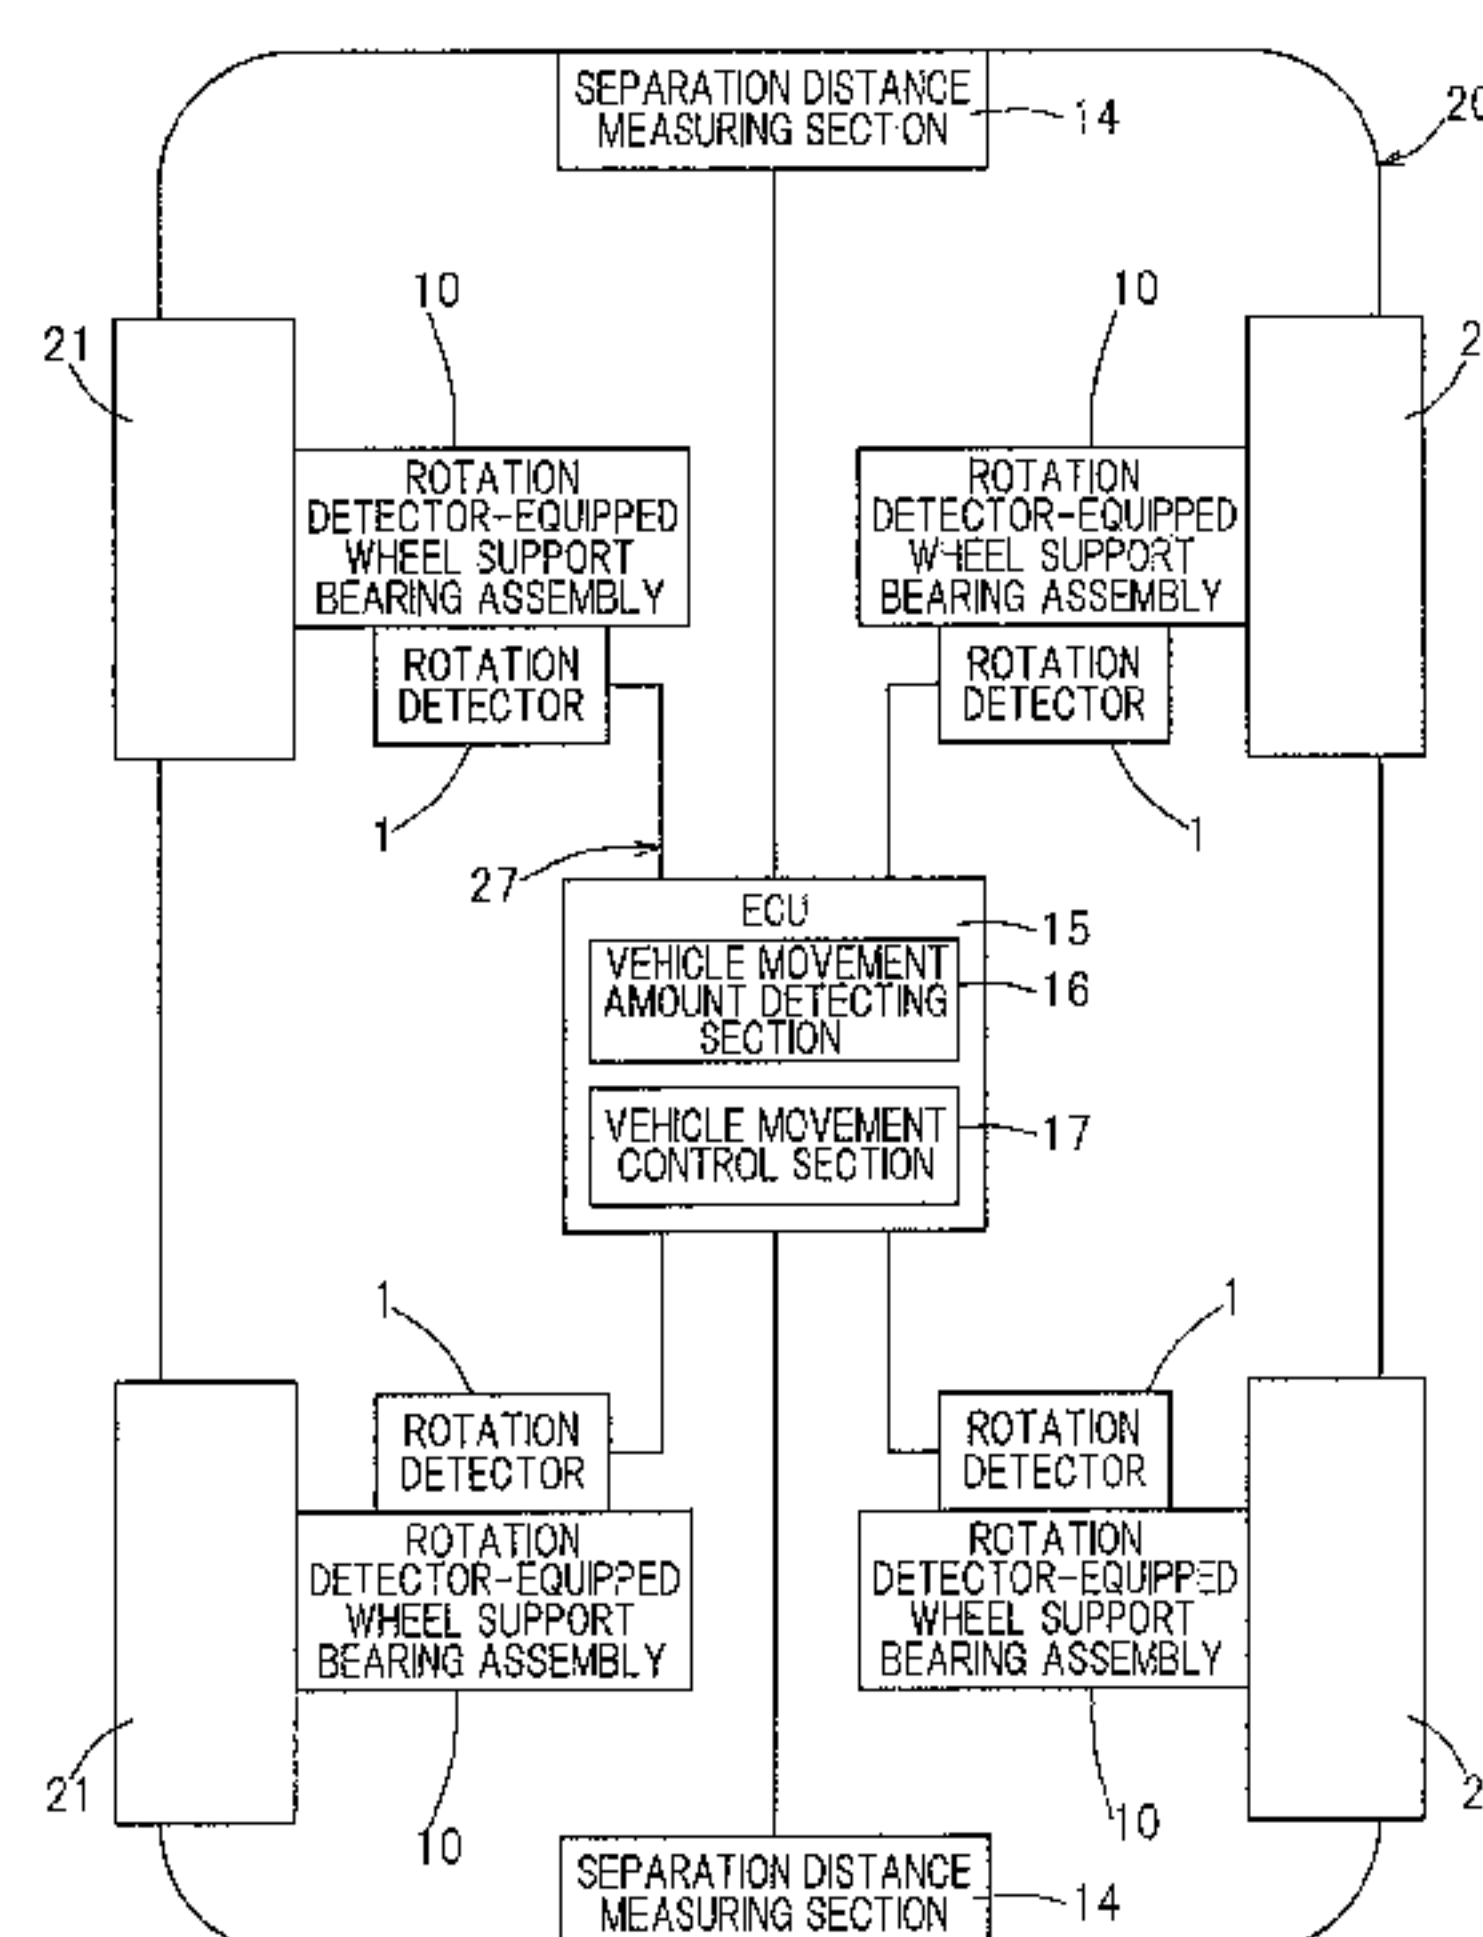 SEPARATION DISTANCE
MEASURING SECTION
14
20
10
10
21
2
ROTATION
DETECTOR-EQUIPPED
WHEEL SUPPORT
BEARING ASSEMBLY
ROTATION
DETECTOR-EQUIPPED
WHEEL SUPPORT
BEARING ASSEMBLY
ROTATION
DETECTOR
ROTATION
DETECTOR
1
1
27
ECU
15
VEHICLE MOVEMENT
AMOUNT DETECTING
SECTION
16
VEHICLE MOVEMENT
CONTROL SECTION
17
1
1
ROTATION
DETECTOR
ROTATION
DETECTOR
ROTATION
DETECTOR-EQUIPPED
WHEEL SUPPORT
BEARING ASSEMBLY
ROTATION
DETECTOR-EQUIPPED
WHEEL SUPPORT
BEARING ASSEMBLY
21
2
10
10
SEPARATION DISTANCE
MEASURING SECTION
14